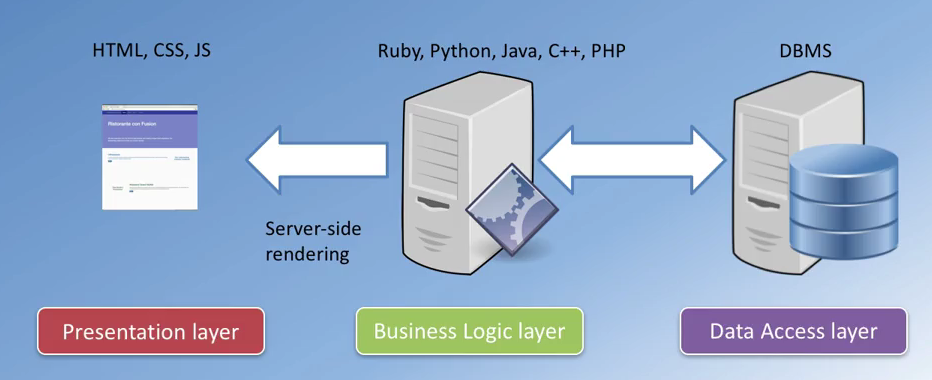 HTML, CSS, JS
Ruby, Python, Java, C++, PHP
DBMS
Ristorante con Fusion
Server-side
rendering
Presentation layer
Business Logic layer
Data Access layer